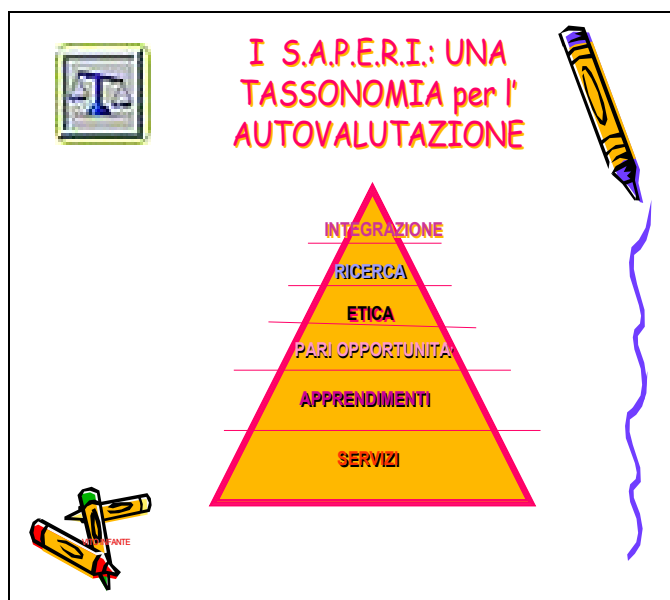 I S.A.P.E.R.I.: UNA
TASSONOMIA per l'
AUTOVALUTAZIONE
INTEGRAZIONE
RICERCA
ETICA
PARI OPPORTUNITA'
APPRENDIMENTI
SERVIZI